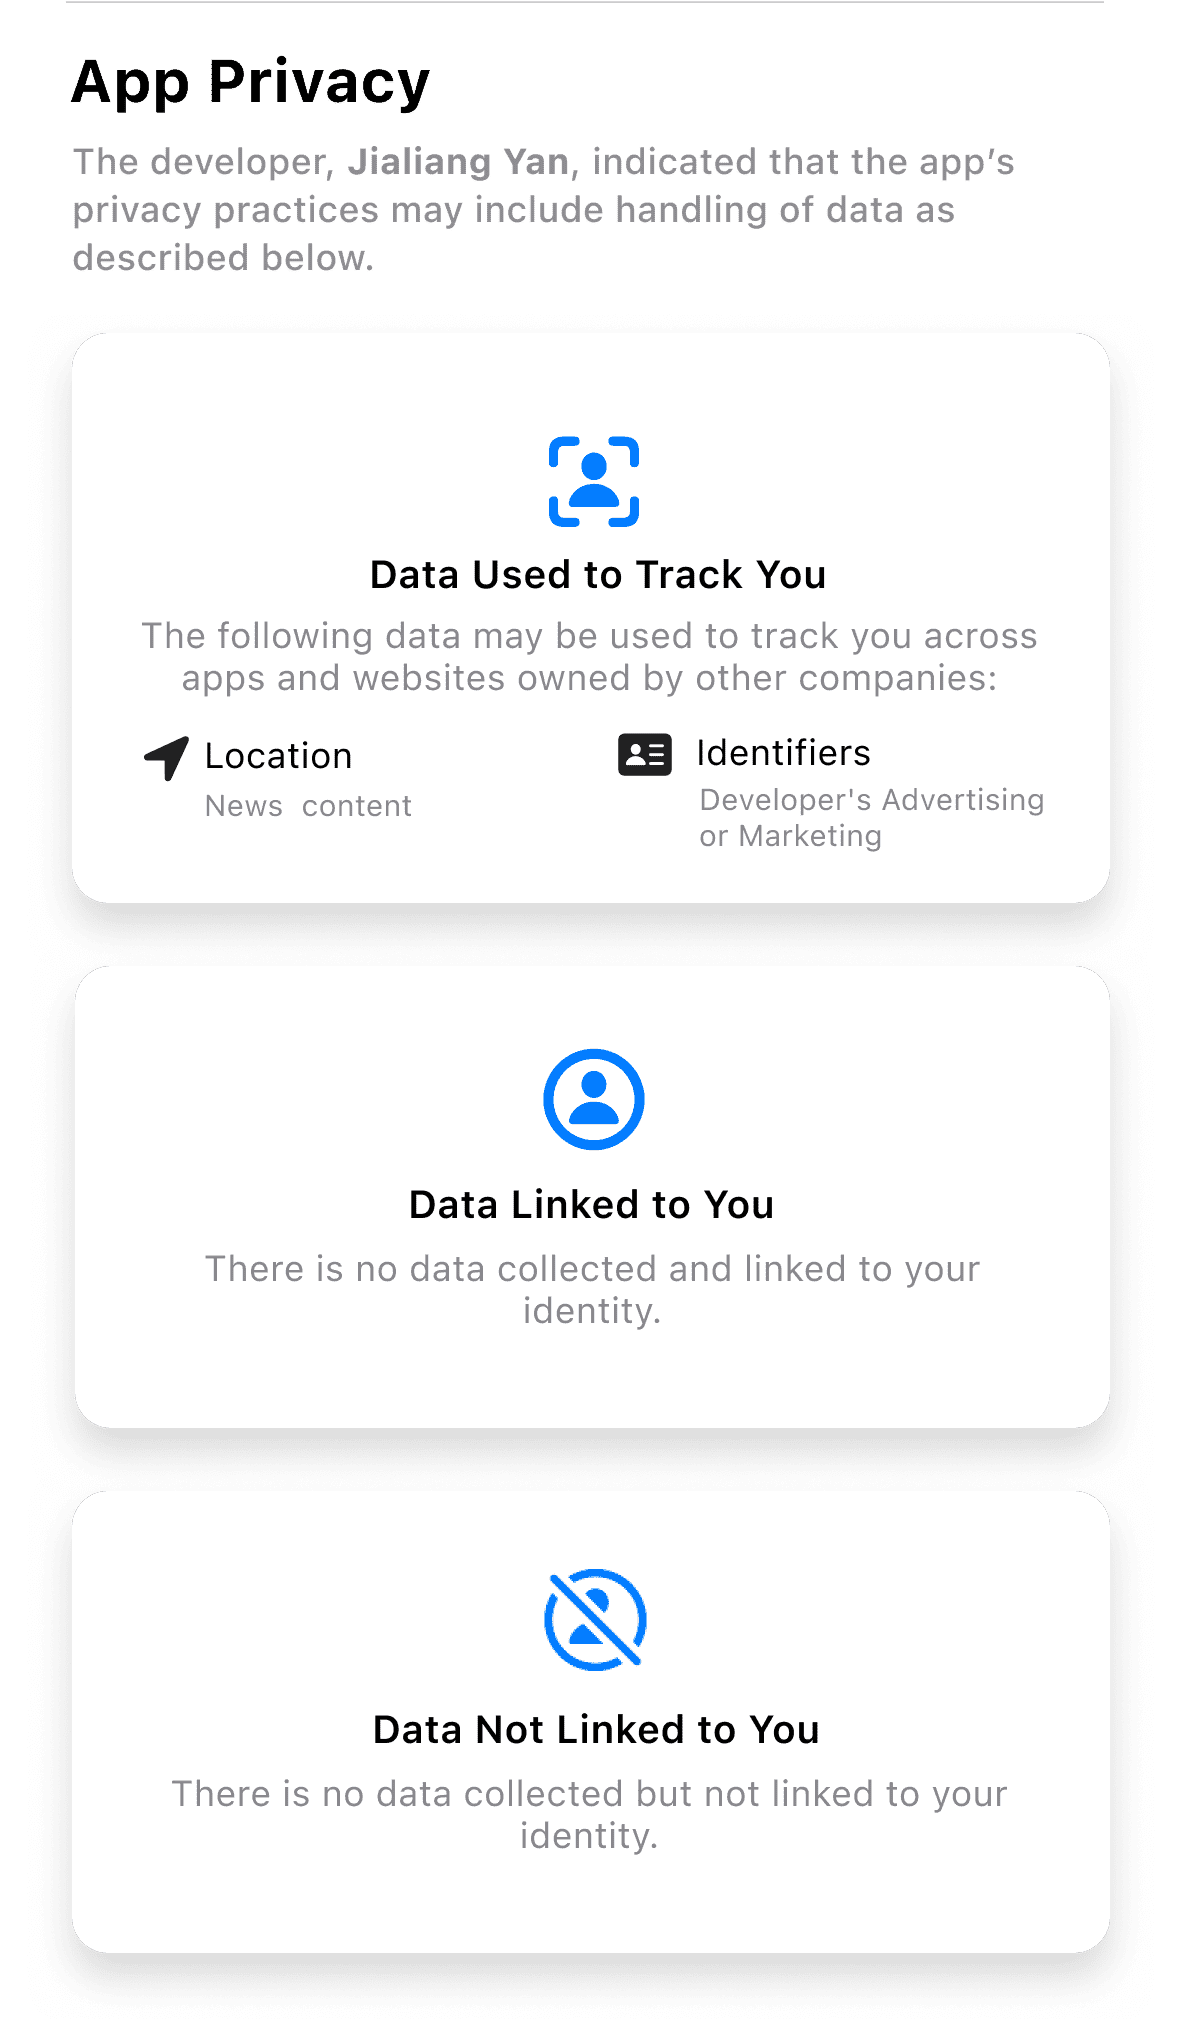 App Privacy
The developer, Jialiang Yan, indicated that the app’s
privacy practices may include handling of data as
described below.
Data Used to Track You
The following data may be used to track you across
apps and websites owned by other companies:
Location
News content
Identifiers
Developer's Advertising
or Marketing
Data Linked to You
There is no data collected and linked to your
identity.
Data Not Linked to You
There is no data collected but not linked to your
identity.